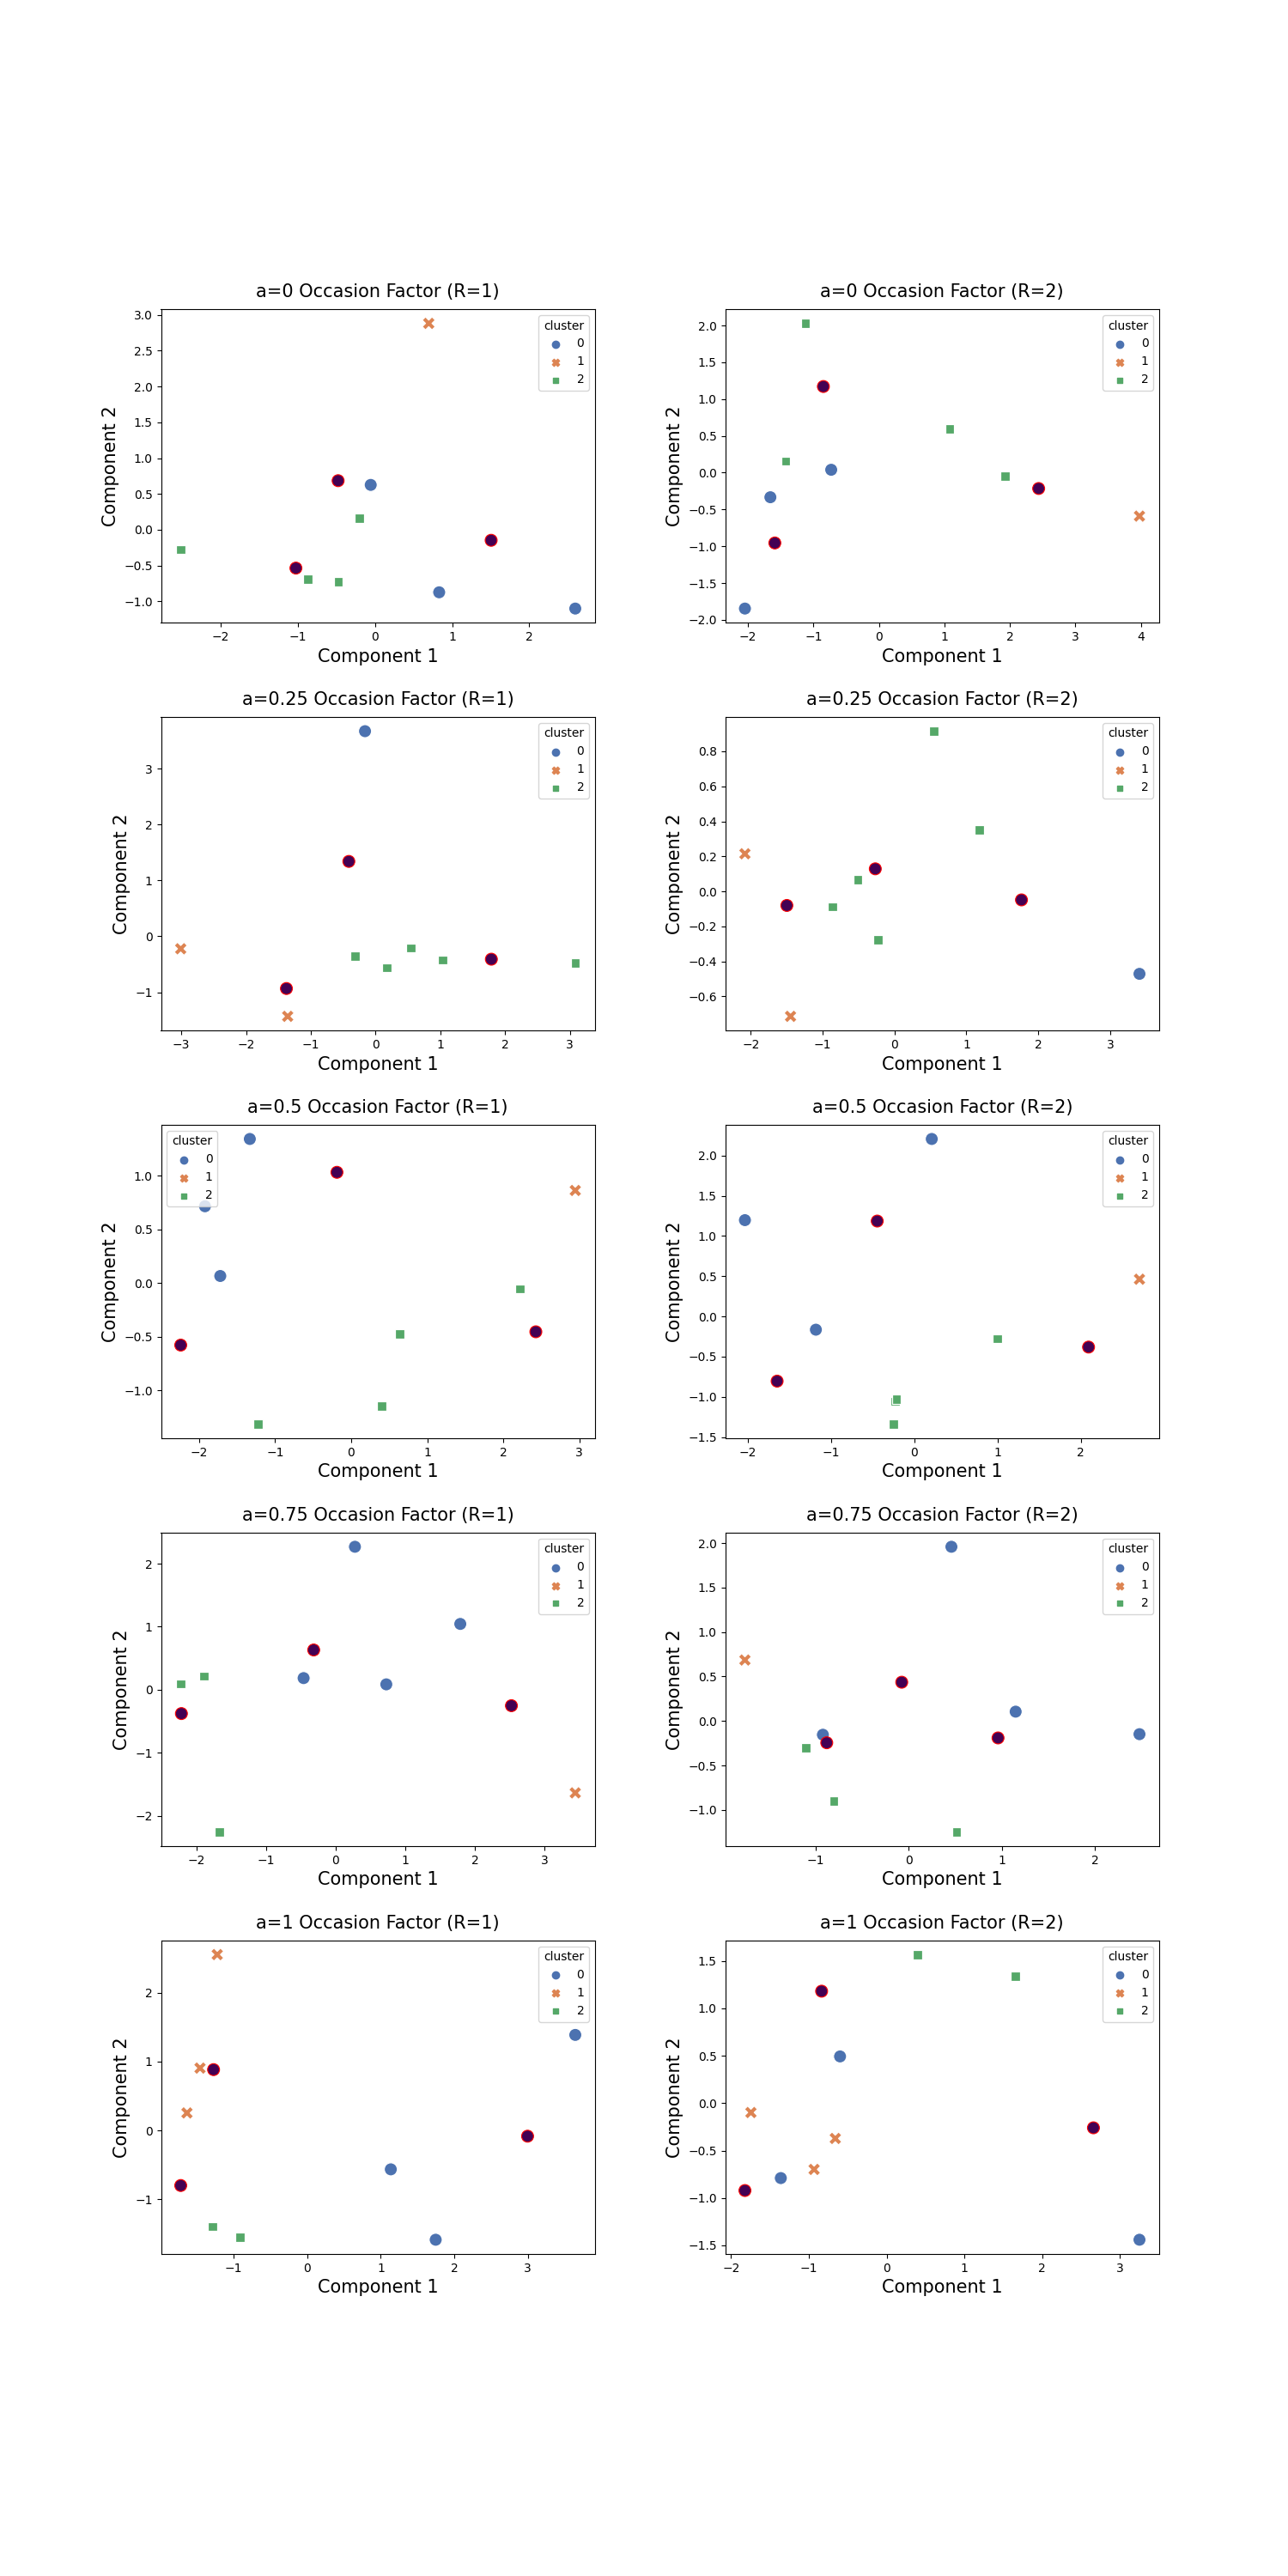 a=0 Occasion Factor (R=1)
3.0
2.5
2.0
1.5
1.0
0.5
0.0
−0.5
−1.0
Component 2
cluster
0
1
2
−2 −1 0 1 2
Component 1
a=0 Occasion Factor (R=2)
2.0
1.5
1.0
0.5
0.0
−0.5
−1.0
−1.5
−2.0
Component 2
cluster
0
1
2
−2 −1 0 1 2 3 4
Component 1
a=0.25 Occasion Factor (R=1)
3
2
1
0
−1
Component 2
cluster
0
1
2
−3 −2 −1 0 1 2 3
Component 1
a=0.25 Occasion Factor (R=2)
0.8
0.6
0.4
0.2
0.0
−0.2
−0.4
−0.6
Component 2
cluster
0
1
2
−2 −1 0 1 2 3
Component 1
a=0.5 Occasion Factor (R=1)
1.0
0.5
0.0
−0.5
−1.0
Component 2
cluster
0
1
2
−2 −1 0 1 2 3
Component 1
a=0.5 Occasion Factor (R=2)
2.0
1.5
1.0
0.5
0.0
−0.5
−1.0
−1.5
Component 2
cluster
0
1
2
−2 −1 0 1 2
Component 1
a=0.75 Occasion Factor (R=1)
2
1
0
−1
−2
Component 2
cluster
0
1
2
−2 −1 0 1 2 3
Component 1
a=0.75 Occasion Factor (R=2)
2.0
1.5
1.0
0.5
0.0
−0.5
−1.0
Component 2
cluster
0
1
2
−1 0 1 2
Component 1
a=1 Occasion Factor (R=1)
2
1
0
−1
Component 2
cluster
0
1
2
−1 0 1 2 3
Component 1
a=1 Occasion Factor (R=2)
1.5
1.0
0.5
0.0
−0.5
−1.0
−1.5
Component 2
cluster
0
1
2
−2 −1 0 1 2 3
Component 1